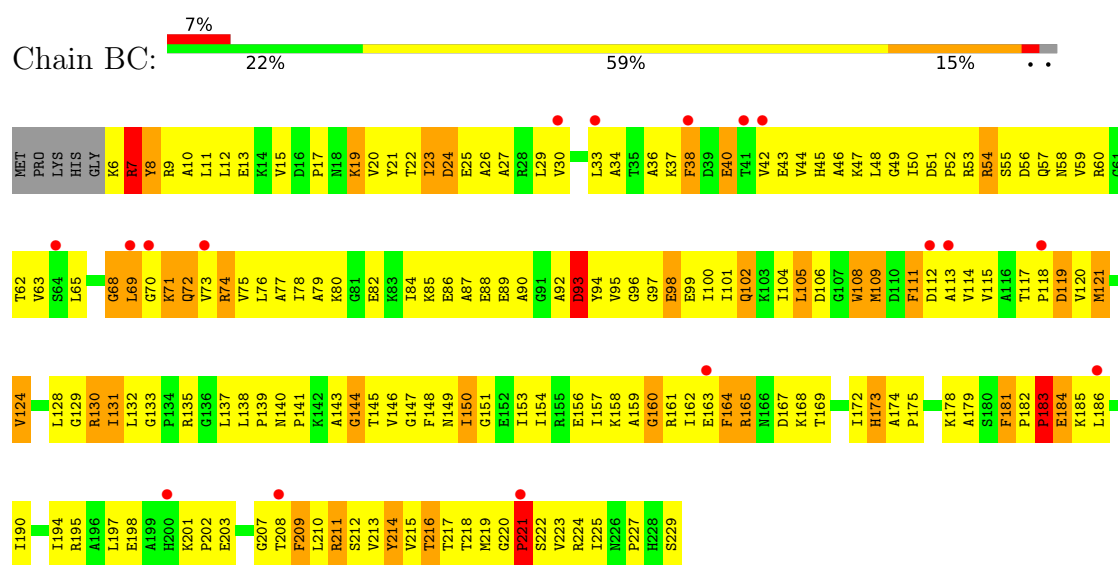 7%
Chain BC:
22% 59% 15% • •
MET PRO LYS HIS GLY K6 R7 Y8 R9 A10 L11 L12 E13 K14 V15 D16 P17 N18 K19 V20 Y21 T22 I23 D24 E25 A26 A27 R28 L29 V30 L33 A34 T35 A36 K37 F38 D39 E40 T41 V42 E43 V44 H45 A46 K47 L48 G49 I50 D51 P52 R53 R54 S55 D56 Q57 N58 V59 R60 G61
T62 V63 S64 L65 G68 L69 G70 K71 Q72 V73 R74 V75 L76 A77 I78 A79 K80 G81 E82 K83 I84 K85 E86 A87 E88 E89 A90 G91 A92 D93 Y94 V95 G96 G97 E98 E99 I100 I101 Q102 K103 I104 L105 D106 G107 W108 M109 D110 F111 D112 A113 V114 V115 A116 T117 P118 D119 V120 M121
V124 L128 G129 R130 I131 L132 G133 P134 R135 G136 L137 L138 P139 N140 P141 K142 A143 G144 T145 V146 G147 F148 N149 I150 G151 E152 I153 I154 R155 E156 I157 K158 A159 G160 R161 I162 E163 F164 R165 N166 D167 K168 T169 I172 H173 A174 P175 K178 A179 S180 F181 P182 P183 E184 K185 L186
I190 I194 R195 A196 L197 E198 A199 H200 K201 P202 E203 G207 T208 F209 L210 R211 S212 V213 Y214 V215 T216 T217 T218 M219 G220 P221 S222 V223 R224 I225 N226 P227 H228 S229